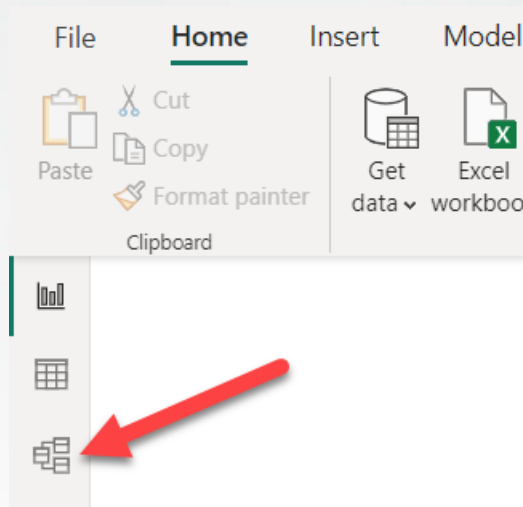 File Home Insert Model
Cut
Copy
Paste
Format painter
Clipboard
Get
data
Excel
workboo
X